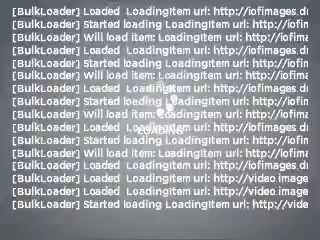 [BulkLoader] Loaded LoadingItem url: http://iofimages.d
[BulkLoader] Started loading LoadingItem url: http://iofin
[BulkLoader] Will load item: LoadingItem url: http://iofima
[BulkLoader] Loaded LoadingItem url: http://iofimages.d
[BulkLoader] Started loading LoadingItem url: http://iofin
[BulkLoader] Will load item: LoadingItem url: http://iofima
[BulkLoader] Loaded LoadingItem url: http://iofimages.d
[BulkLoader] Started loading LoadingItem url: http://iofin
[BulkLoader] Will load item: LoadingItem url: http://iofima
[BulkLoader] Loaded LoadingItem url: http://iofimages.d
LOADING
[BulkLoader] Started loading LoadingItem url: http://iofin
[BulkLoader] Will load item: LoadingItem url: http://iofima
[BulkLoader] Loaded LoadingItem url: http://iofimages.d
[BulkLoader] Loaded LoadingItem url: http://video.image
[BulkLoader] Loaded LoadingItem url: http://video.image
[BulkLoader] Started loading LoadingItem url: http://vide